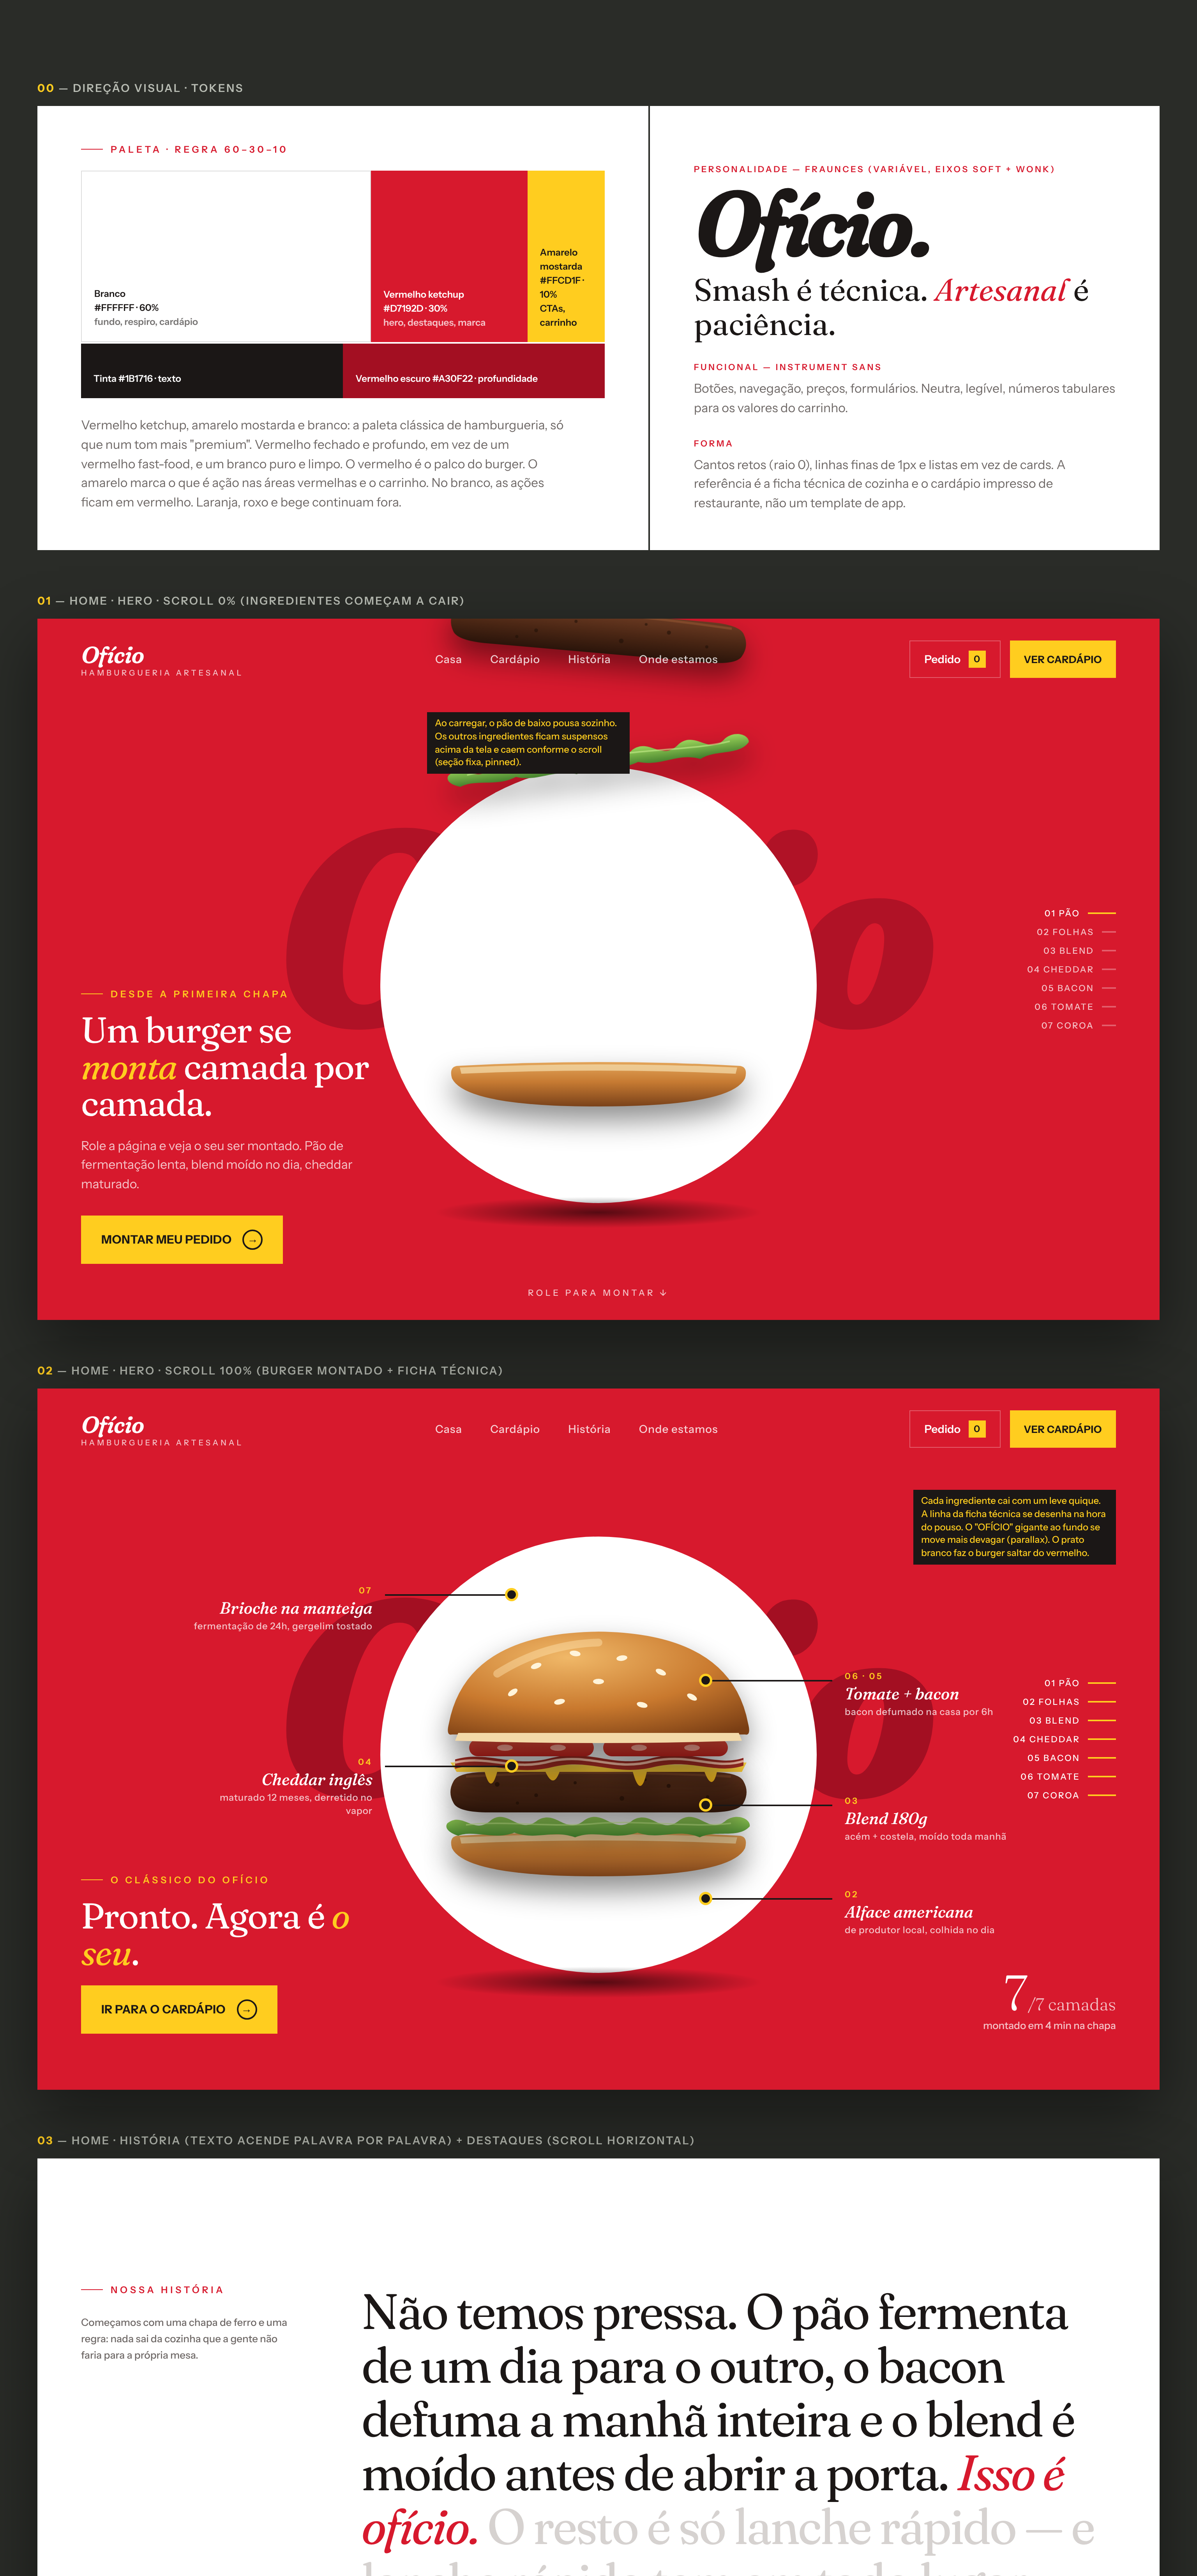 00 — DIREÇÃO VISUAL · TOKENS
PALETA · REGRA 60–30–10
Branco
#FFFFFF · 60%
fundo, respiro, cardápio
Vermelho ketchup
#D7192D · 30%
hero, destaques, marca
Amarelo
mostarda
#FFCD1F ·
10%
CTAs,
carrinho
Tinta #1B1716 · texto
Vermelho escuro #A30F22 · profundidade
Vermelho ketchup, amarelo mostarda e branco: a paleta clássica de hamburgueria, só
que num tom mais "premium". Vermelho fechado e profundo, em vez de um
vermelho fast-food, e um branco puro e limpo. O vermelho é o palco do burger. O
amarelo marca o que é ação nas áreas vermelhas e o carrinho. No branco, as ações
ficam em vermelho. Laranja, roxo e bege continuam fora.
PERSONALIDADE — FRAUNCES (VARIÁVEL, EIXOS SOFT + WONK)
Ofício.
Smash é técnica. Artesanal é
paciência.
FUNCIONAL — INSTRUMENT SANS
Botões, navegação, preços, formulários. Neutra, legível, números tabulares
para os valores do carrinho.
FORMA
Cantos retos (raio 0), linhas finas de 1px e listas em vez de cards. A
referência é a ficha técnica de cozinha e o cardápio impresso de
restaurante, não um template de app.
01 — HOME · HERO · SCROLL 0% (INGREDIENTES COMEÇAM A CAIR)
Ofício
HAMBURGUERIA ARTESANAL
Casa
Cardápio
História
Onde estamos
Pedido 0
VER CARDÁPIO
Ao carregar, o pão de baixo pousa sozinho.
Os outros ingredientes ficam suspensos
acima da tela e caem conforme o scroll
(seção fixa, pinned).
01 PÃO
02 FOLHAS
03 BLEND
04 CHEDDAR
05 BACON
06 TOMATE
07 COROA
DESDE A PRIMEIRA CHAPA
Um burger se
monta camada por
camada.
Role a página e veja o seu ser montado. Pão de
fermentação lenta, blend moído no dia, cheddar
maturado.
MONTAR MEU PEDIDO →
ROLE PARA MONTAR ↓
02 — HOME · HERO · SCROLL 100% (BURGER MONTADO + FICHA TÉCNICA)
Ofício
HAMBURGUERIA ARTESANAL
Casa
Cardápio
História
Onde estamos
Pedido 0
VER CARDÁPIO
Cada ingrediente cai com um leve quique.
A linha da ficha técnica se desenha na hora
do pouso. O "OFÍCIO" gigante ao fundo se
move mais devagar (parallax). O prato
branco faz o burger saltar do vermelho.
07
Brioche na manteiga
fermentação de 24h, gergelim tostado
06 · 05
Tomate + bacon
bacon defumado na casa por 6h
01 PÃO
02 FOLHAS
03 BLEND
04 CHEDDAR
05 BACON
06 TOMATE
07 COROA
04
Cheddar inglês
maturado 12 meses, derretido no
vapor
03
Blend 180g
acém + costela, moído toda manhã
02
Alface americana
de produtor local, colhida no dia
O CLÁSSICO DO OFÍCIO
Pronto. Agora é o
seu.
IR PARA O CARDÁPIO →
7/7 camadas
montado em 4 min na chapa
03 — HOME · HISTÓRIA (TEXTO ACENDE PALAVRA POR PALAVRA) + DESTAQUES (SCROLL HORIZONTAL)
NOSSA HISTÓRIA
Começamos com uma chapa de ferro e uma
regra: nada sai da cozinha que a gente não
faria para a própria mesa.
Não temos pressa. O pão fermenta
de um dia para o outro, o bacon
defuma a manhã inteira e o blend é
moído antes de abrir a porta. Isso é
ofício. O resto é só lanche rápido — e